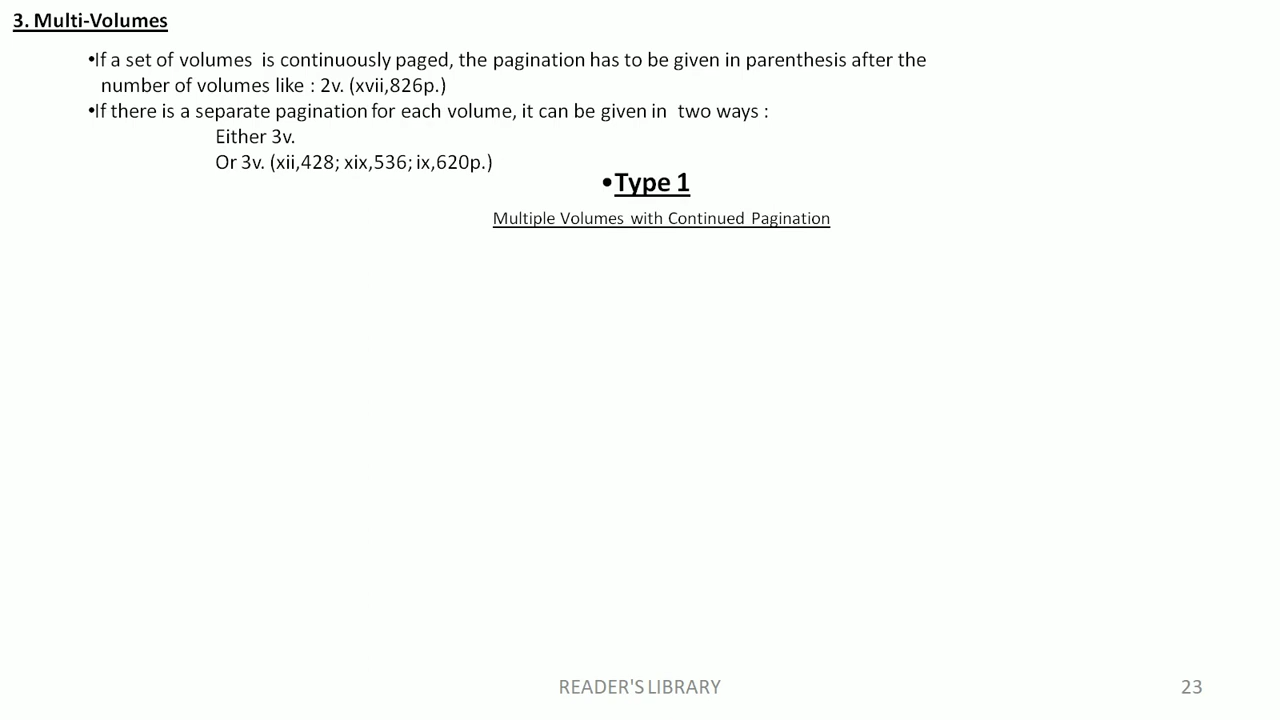 3. Multi-Volumes
•If a set of volumes is continuously paged, the pagination has to be given in parenthesis after the
number of volumes like : 2v. (xvii,826p.)
•If there is a separate pagination for each volume, it can be given in two ways :
Either 3v.
Or 3v. (xii,428; xix,536; ix,620p.)
•Type 1
Multiple Volumes with Continued Pagination
READER'S LIBRARY
23